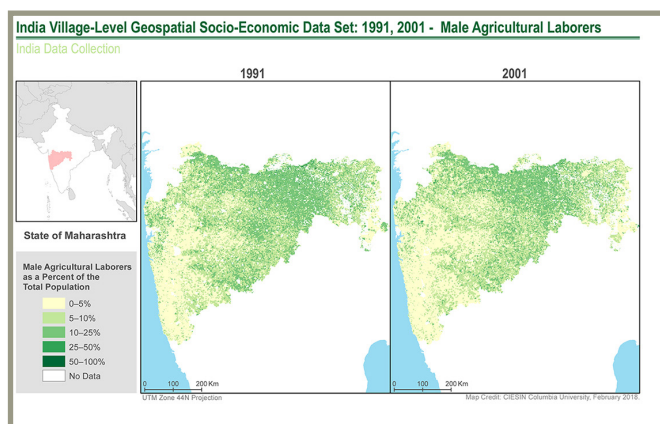 India Village-Level Geospatial Socio-Economic Data Set: 1991, 2001 - Male Agricultural Laborers
India Data Collection
1991
2001
State of Maharashtra
Male Agricultural Laborers
as a Percent of the
Total Population
0–5%
5–10%
10–25%
25–50%
50–100%
No Data
0 100 200 Km
0 100 200 Km
UTM Zone 44N Projection
Map Credit: CIESIN Columbia University, February 2018.